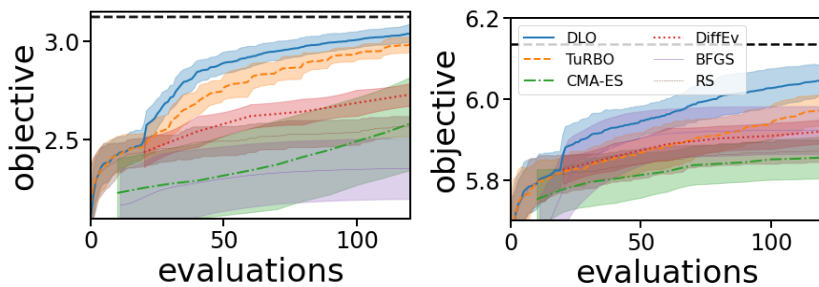 objective
3.0
2.5
0
50
100
evaluations
objective
6.2
6.0
5.8
DLO
TuRBO
CMA-ES
DiffEv
BFGS
RS
0
50
100
evaluations